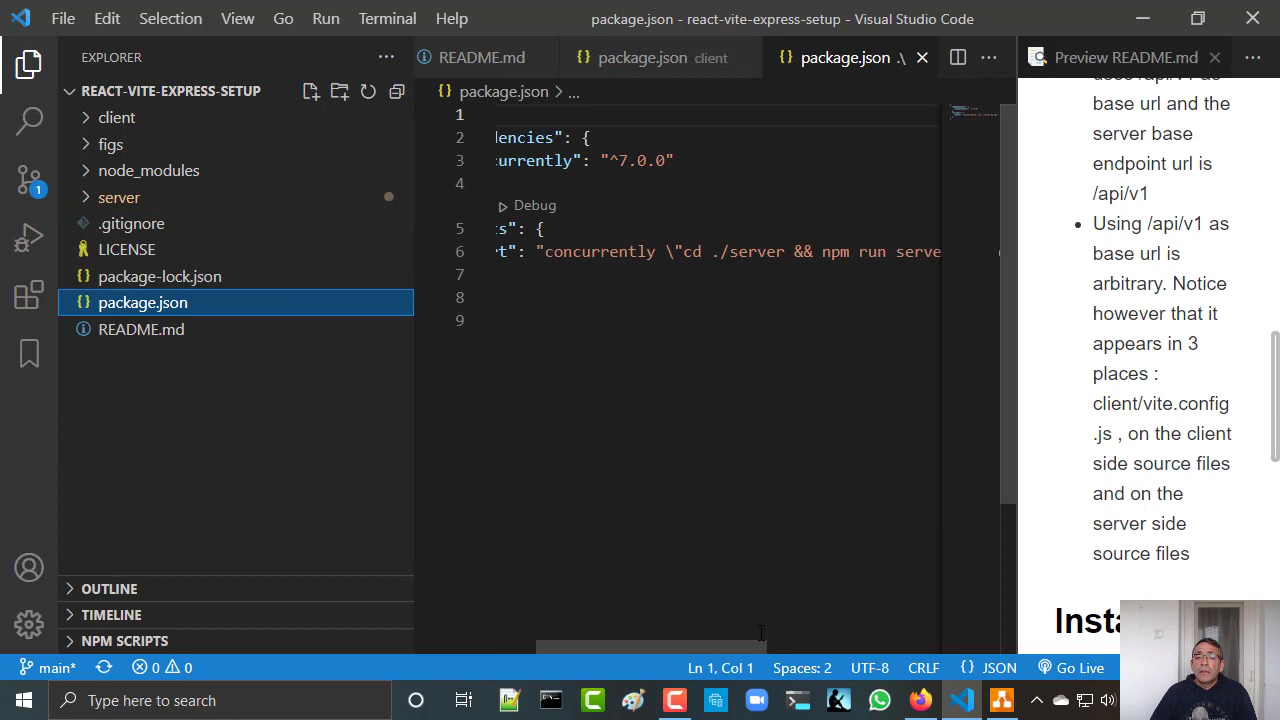 File Edit Selection View Go Run Terminal Help package.json - react-vite-express-setup - Visual Studio Code
EXPLORER
REACT-VITE-EXPRESS-SETUP
client
figs
node_modules
server
.gitignore
LICENSE
package-lock.json
package.json
README.md
OUTLINE
TIMELINE
NPM SCRIPTS
README.md package.json client package.json .\
package.json > ...
1
2 dencies": {
3 currently": "^7.0.0"
4
Debug
5 ts": {
6 rt": "concurrently \"cd ./server && npm run serve
7
8
9
Preview README.md
base url and the
server base
endpoint url is
/api/v1
• Using /api/v1 as
base url is
arbitrary. Notice
however that it
appears in 3
places :
client/vite.config
.js , on the client
side source files
and on the
server side
source files
Insta
1
main* 0 0 Ln 1, Col 1 Spaces: 2 UTF-8 CRLF {} JSON Go Live
Type here to search